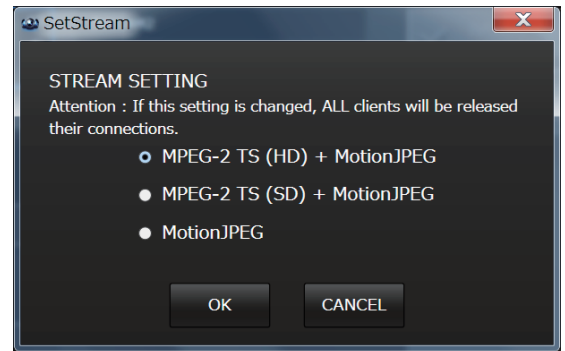 SetStream
STREAM SETTING
Attention : If this setting is changed, ALL clients will be released
their connections.
MPEG-2 TS (HD) + MotionJPEG
MPEG-2 TS (SD) + MotionJPEG
MotionJPEG
OK CANCEL